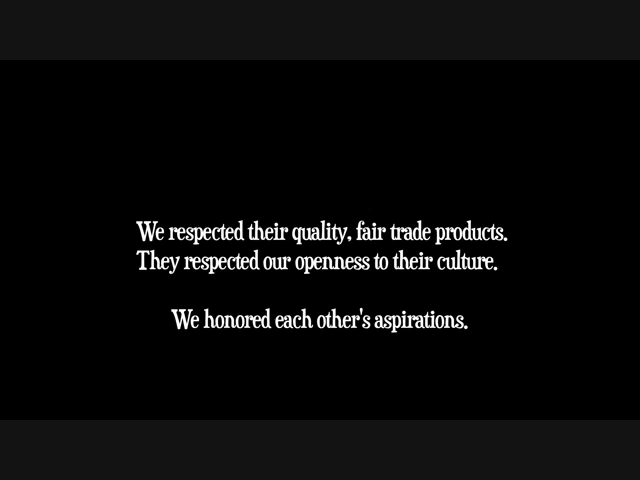 We respected their quality, fair trade products.
They respected our openness to their culture.
We honored each other's aspirations.